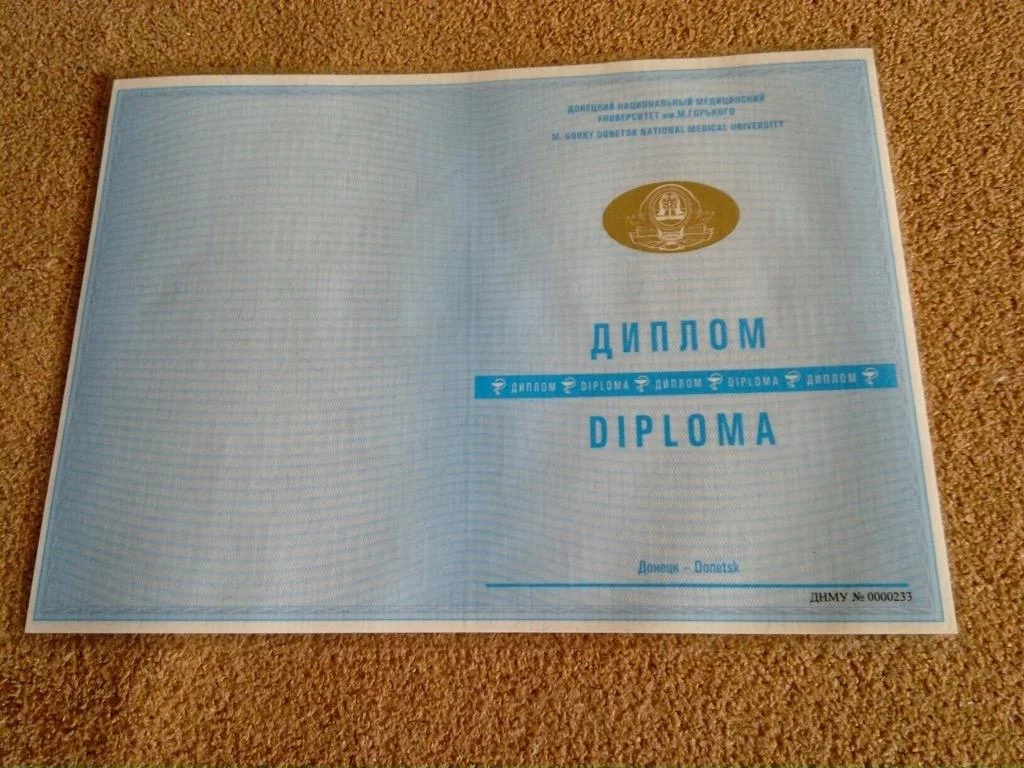 ДОНЕЦКИЙ НАЦИОНАЛЬНЫЙ МЕДИЦИНСКИЙ
УНИВЕРСИТЕТ им.М.ГОРЬКОГО
M. GORKY DONETSK NATIONAL MEDICAL UNIVERSITY
ДИПЛОМ
ДИПЛОМ DIPLOMA ДИПЛОМ DIPLOMA ДИПЛОМ
DIPLOMA
Донецк – Donetsk
ДНМУ № 0000233